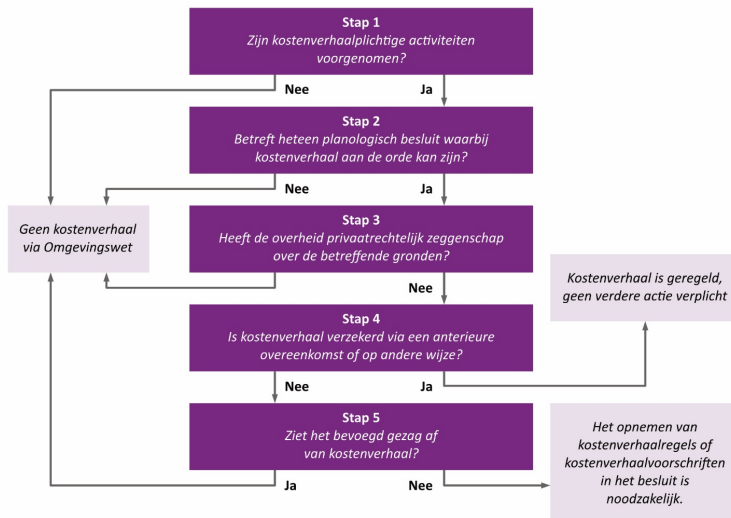 Stap 1
Zijn kostenverhaalplichtige activiteiten
voorgenomen?
Nee
Ja
Stap 2
Betreft heteen planologisch besluit waarbij
kostenverhaal aan de orde kan zijn?
Nee
Ja
Geen kostenverhaal
via Omgevingswet
Stap 3
Heeft de overheid privaatrechtelijk zeggenschap
over de betreffende gronden?
Nee
Kostenverhaal is geregeld,
geen verdere actie verplicht
Stap 4
Is kostenverhaal verzekerd via een anterieure
overeenkomst of op andere wijze?
Nee
Ja
Stap 5
Ziet het bevoegd gezag af
van kostenverhaal?
Ja
Nee
Het opnemen van
kostenverhaalregels of
kostenverhaalvoorschriften
in het besluit is
noodzakelijk.